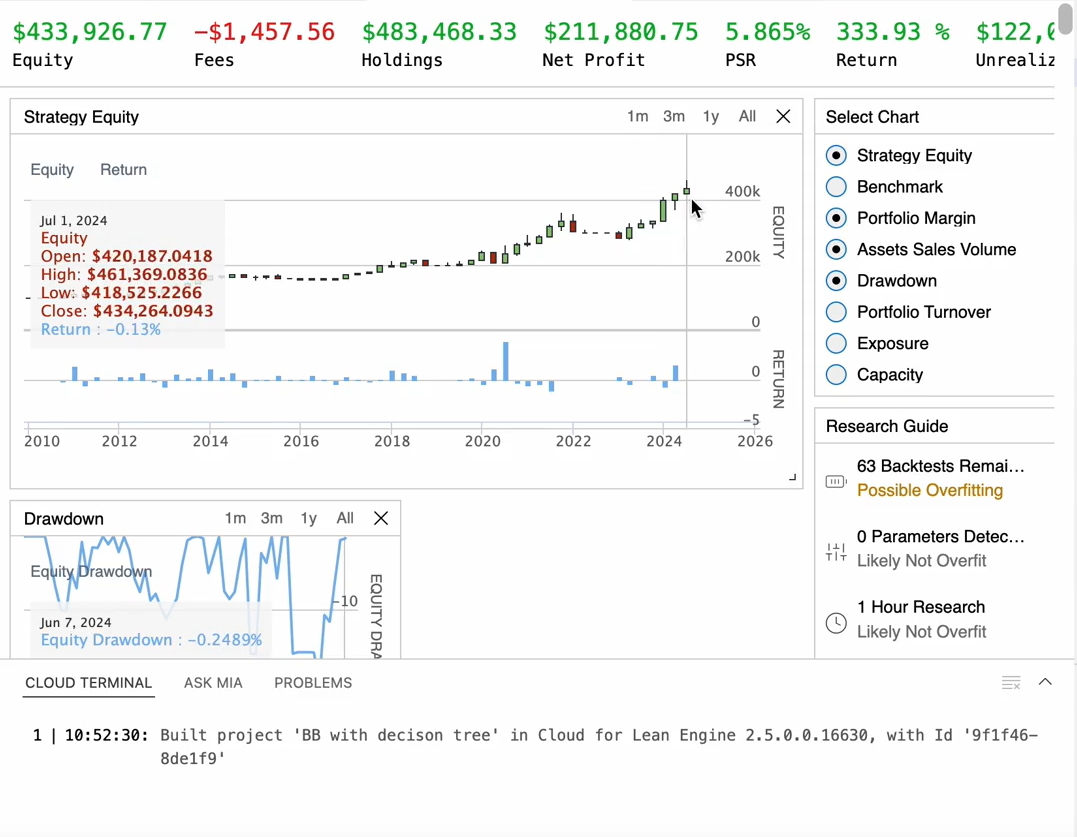 $433,926.77 −$1,457.56 $483,468.33 $211,880.75 5.865% 333.93 % $122,0
Equity Fees Holdings Net Profit PSR Return Unrealiz
Strategy Equity 1m 3m 1y All
Equity Return
Jul 1, 2024
Equity
Open: $420,187.0418
High: $461,369.0836
Low: $418,525.2266
Close: $434,264.0943
Return : −0.13%
400k
200k
0
EQUITY
0
−5
RETURN
2010 2012 2014 2016 2018 2020 2022 2024 2026
Select Chart
Strategy Equity
Benchmark
Portfolio Margin
Assets Sales Volume
Drawdown
Portfolio Turnover
Exposure
Capacity
Research Guide
63 Backtests Remai...
Possible Overfitting
0 Parameters Detec...
Likely Not Overfit
1 Hour Research
Likely Not Overfit
Drawdown 1m 3m 1y All
Equity Drawdown
−10
EQUITY DRA
Jun 7, 2024
Equity Drawdown : −0.2489%
CLOUD TERMINAL ASK MIA PROBLEMS
1 | 10:52:30: Built project 'BB with decison tree' in Cloud for Lean Engine 2.5.0.0.16630, with Id '9f1f46-
8de1f9'